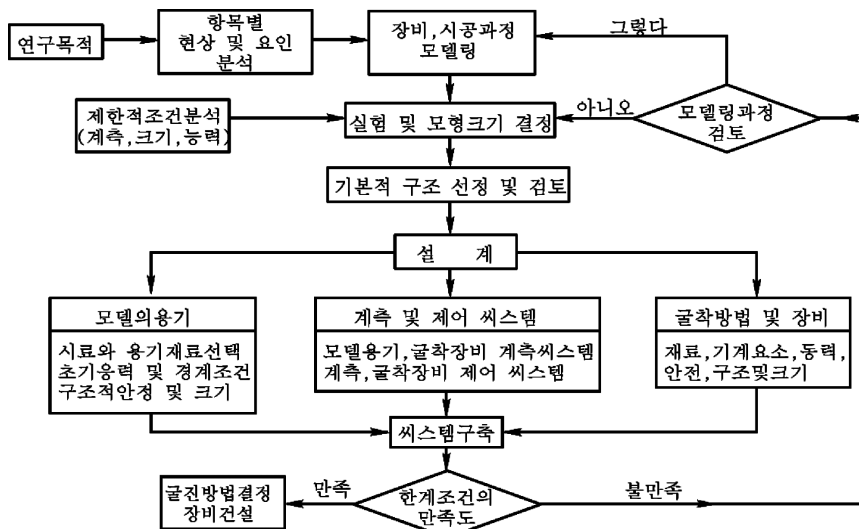 연구목적
항목별
현상 및 요인
분석
장비,시공과정
모델링
그렇다
제한적조건분석
(계측,크기,능력)
실험 및 모형크기 결정
아니오
모델링과정
검토
기본적 구조 선정 및 검토
설 계
모델의용기
시료와 용기재료선택
초기응력 및 경계조건
구조적안정 및 크기
계측 및 제어 씨스템
모델용기,굴착장비 계측씨스템
계측,굴착장비 제어 씨스템
굴착방법 및 장비
재료,기계요소,동력,
안전,구조및크기
씨스템구축
만족
한계조건의
만족도
불만족
굴진방법결정
장비건설